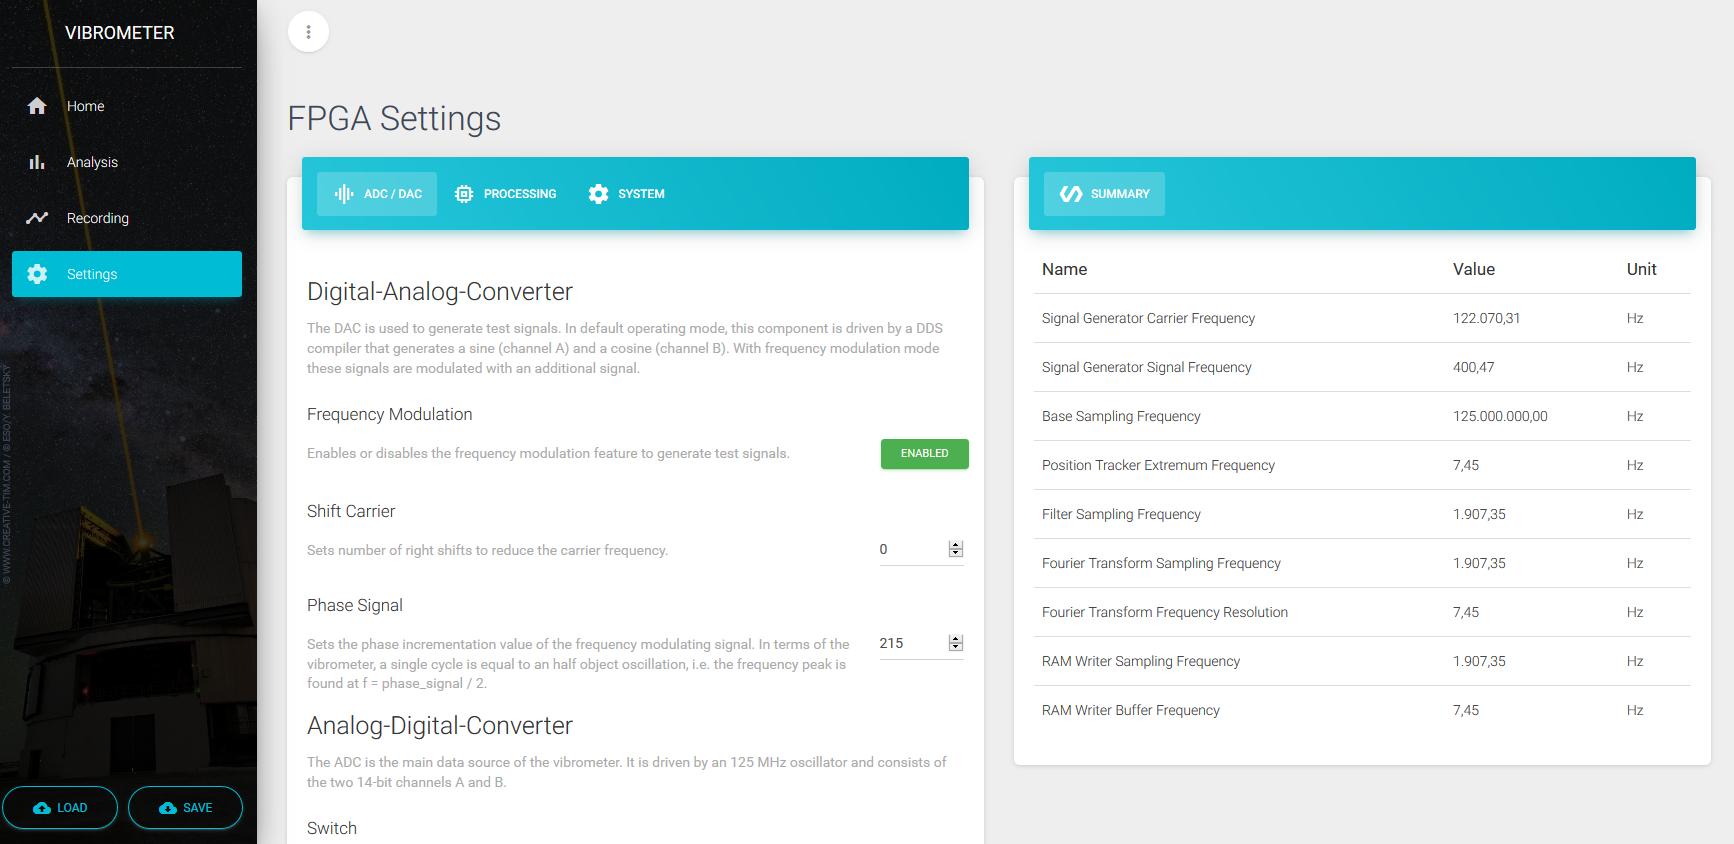 VIBROMETER
Home
Analysis
Recording
Settings
© WWW.CREATIVE-TIM.COM / © ESO/Y. BELETSKY
LOAD
SAVE
FPGA Settings
ADC / DAC
PROCESSING
SYSTEM
Digital-Analog-Converter
The DAC is used to generate test signals. In default operating mode, this component is driven by a DDS
compiler that generates a sine (channel A) and a cosine (channel B). With frequency modulation mode
these signals are modulated with an additional signal.
Frequency Modulation
Enables or disables the frequency modulation feature to generate test signals.
ENABLED
Shift Carrier
Sets number of right shifts to reduce the carrier frequency.
0
Phase Signal
Sets the phase incrementation value of the frequency modulating signal. In terms of the
vibrometer, a single cycle is equal to an half object oscillation, i.e. the frequency peak is
found at f = phase_signal / 2.
215
Analog-Digital-Converter
The ADC is the main data source of the vibrometer. It is driven by an 125 MHz oscillator and consists of
the two 14-bit channels A and B.
Switch
SUMMARY
Name Value Unit
Signal Generator Carrier Frequency 122.070,31 Hz
Signal Generator Signal Frequency 400,47 Hz
Base Sampling Frequency 125.000.000,00 Hz
Position Tracker Extremum Frequency 7,45 Hz
Filter Sampling Frequency 1.907,35 Hz
Fourier Transform Sampling Frequency 1.907,35 Hz
Fourier Transform Frequency Resolution 7,45 Hz
RAM Writer Sampling Frequency 1.907,35 Hz
RAM Writer Buffer Frequency 7,45 Hz